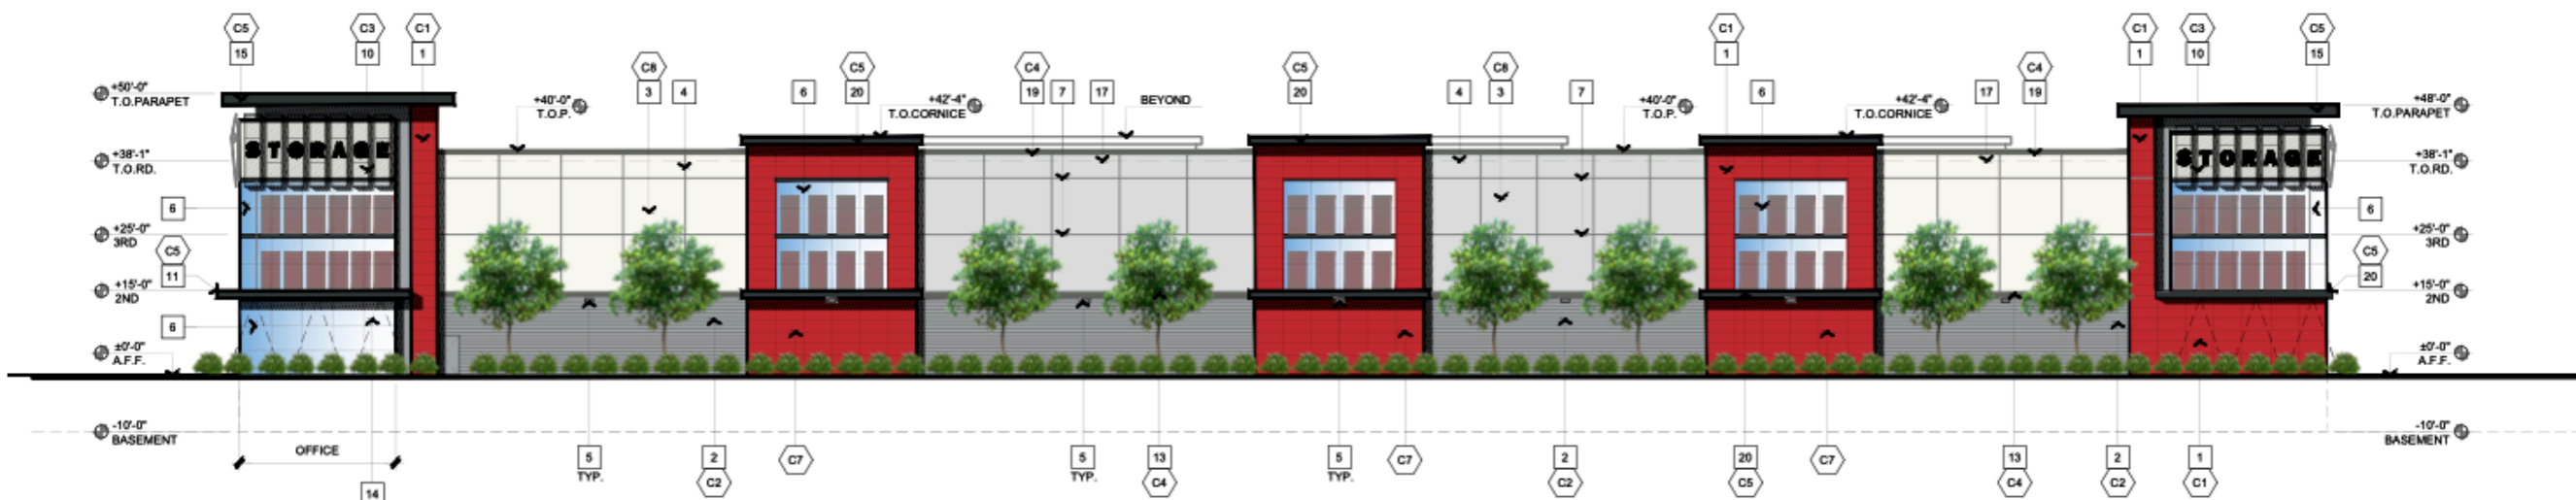 C5 C3 C1 C1 C1 C3 C5
15 10 1 1 1 10 15
C8 C5 C4 C5 C8 C4
3 4 6 20 19 7 17 20 4 3 7 6 17 19
+50'-0"
T.O.PARAPET
+40'-0"
T.O.P.
+42'-4"
T.O.CORNICE
BEYOND
+40'-0"
T.O.P.
+42'-4"
T.O.CORNICE
+48'-0"
T.O.PARAPET
STORAGE
STORAGE
+38'-1"
T.O.RD.
+38'-1"
T.O.RD.
6
6
+25'-0"
3RD
+25'-0"
3RD
C5
11
C5
20
+15'-0"
2ND
+15'-0"
2ND
6
±0'-0"
A.F.F.
±0'-0"
A.F.F.
-10'-0"
BASEMENT
-10'-0"
BASEMENT
OFFICE
14
5
TYP.
2
C2
C7
5
TYP.
13
C4
5
TYP.
C7
2
C2
20
C5
C7
13
C4
2
C2
1
C1